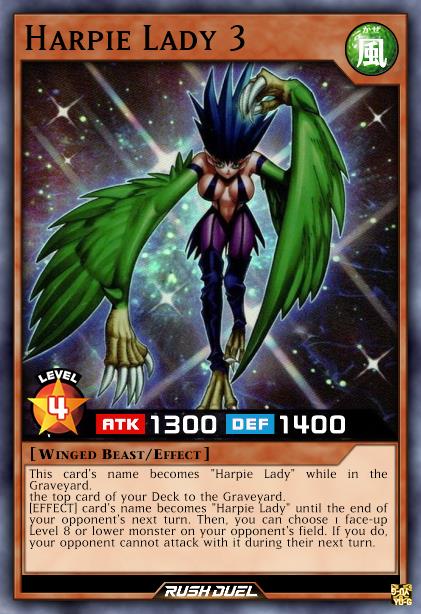 Harpie Lady 3
かぜ
風
LEVEL
4
ATK 1300 DEF 1400
[Winged Beast/Effect]
This card's name becomes "Harpie Lady" while in the
Graveyard.
the top card of your Deck to the Graveyard.
[EFFECT] card's name becomes "Harpie Lady" until the end of
your opponent's next turn. Then, you can choose 1 face-up
Level 8 or lower monster on your opponent's field. If you do,
your opponent cannot attack with it during their next turn.
RUSH DUEL